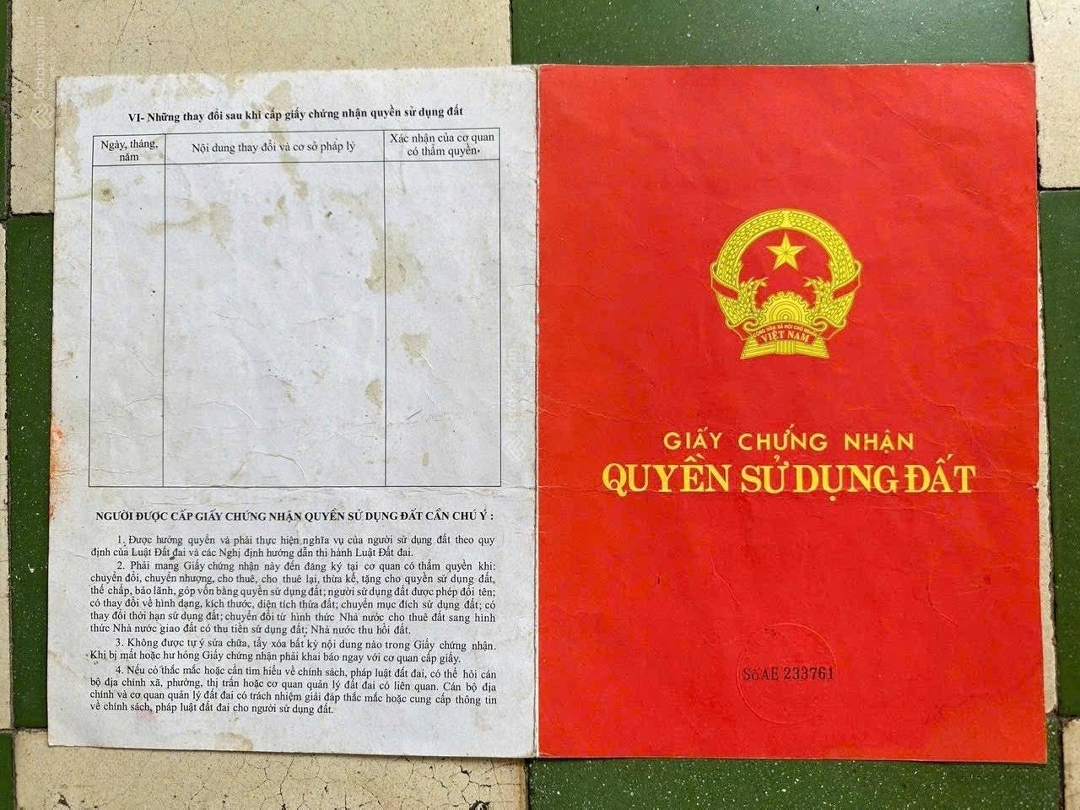 VI- Những thay đổi sau khi cấp giấy chứng nhận quyền sử dụng đất
Ngày, tháng, năm
Nội dung thay đổi và cơ sở pháp lý
Xác nhận của cơ quan có thẩm quyền
NGƯỜI ĐƯỢC CẤP GIẤY CHỨNG NHẬN QUYỀN SỬ DỤNG ĐẤT CẦN CHÚ Ý :
1. Được hưởng quyền và phải thực hiện nghĩa vụ của người sử dụng đất theo quy
định của Luật Đất đai và các Nghị định hướng dẫn thi hành Luật Đất đai.
2. Phải mang Giấy chứng nhận này đến đăng ký tại cơ quan có thẩm quyền khi:
chuyển đổi, chuyển nhượng, cho thuê, cho thuê lại, thừa kế, tặng cho quyền sử dụng đất,
thế chấp, bảo lãnh, góp vốn bằng quyền sử dụng đất; người sử dụng đất được phép đổi tên;
có thay đổi về hình dạng, kích thước, diện tích thửa đất; chuyển mục đích sử dụng đất; có
thay đổi thời hạn sử dụng đất; chuyển đổi từ hình thức Nhà nước cho thuê đất sang hình
thức Nhà nước giao đất có thu tiền sử dụng đất; Nhà nước thu hồi đất.
3. Không được tự ý sửa chữa, tẩy xóa bất kỳ nội dung nào trong Giấy chứng nhận.
Khi bị mất hoặc hư hỏng Giấy chứng nhận phải khai báo ngay với cơ quan cấp giấy.
4. Nếu có thắc mắc hoặc cần tìm hiểu về chính sách, pháp luật đất đai, có thể hỏi cán
bộ địa chính xã, phường, thị trấn hoặc cơ quan quản lý đất đai có liên quan. Cán bộ địa
chính và cơ quan quản lý đất đai có trách nhiệm giải đáp thắc mắc hoặc cung cấp thông tin
về chính sách, pháp luật đất đai cho người sử dụng đất.
CỘNG HÒA XÃ HỘI CHỦ NGHĨA
VIỆT NAM
GIẤY CHỨNG NHẬN
QUYỀN SỬ DỤNG ĐẤT
Số AE 233761